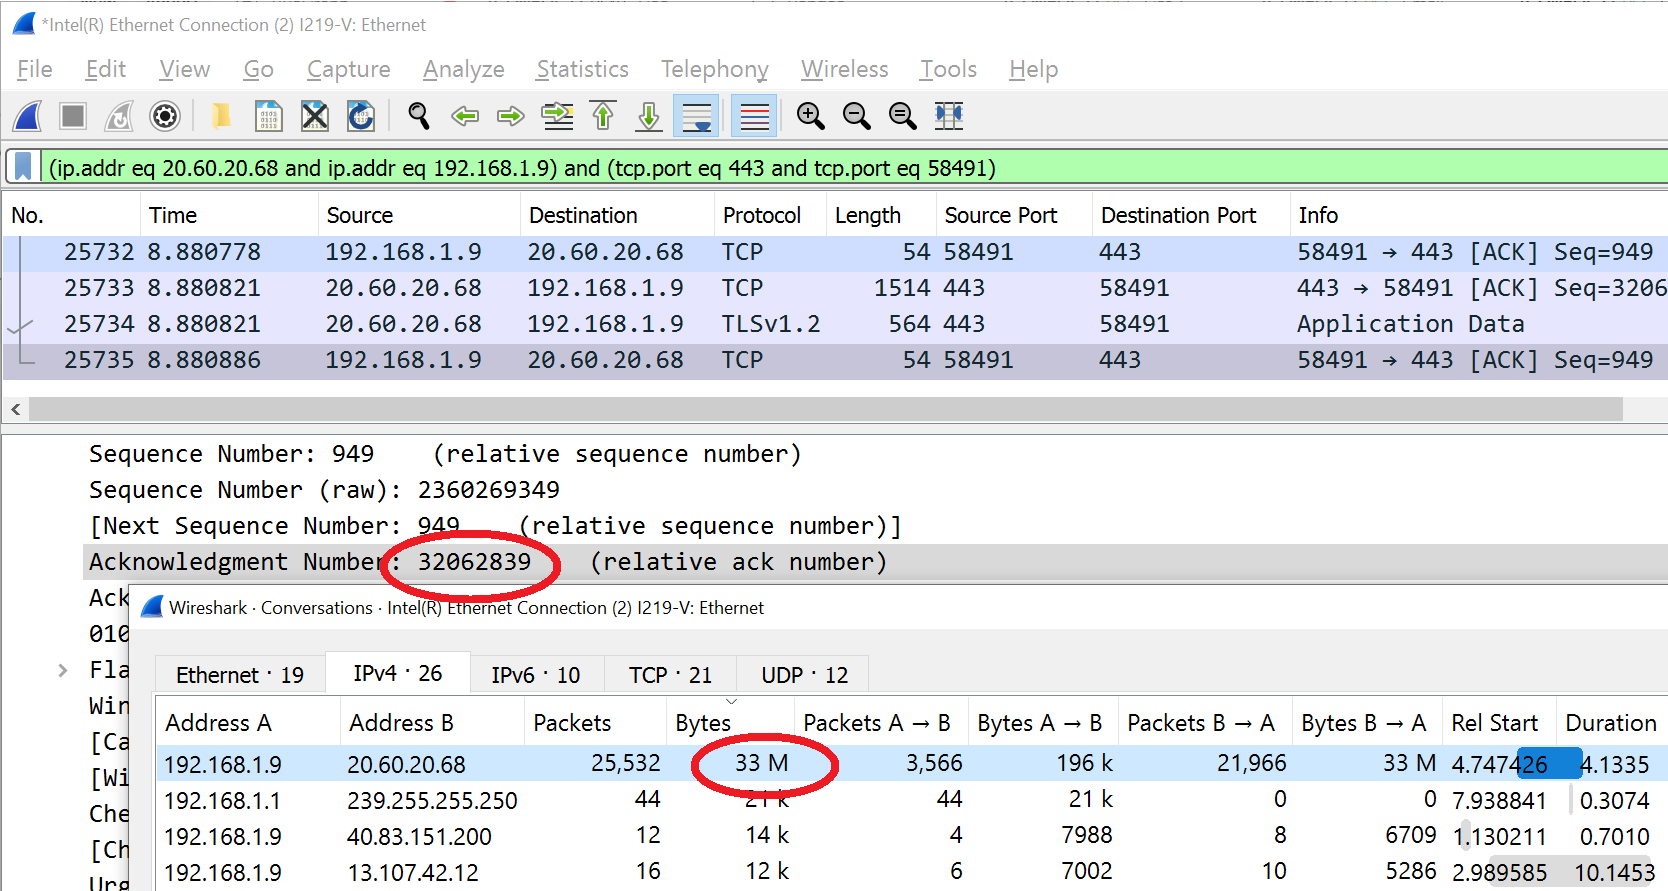 *Intel(R) Ethernet Connection (2) I219-V: Ethernet
File Edit View Go Capture Analyze Statistics Telephony Wireless Tools Help
(ip.addr eq 20.60.20.68 and ip.addr eq 192.168.1.9) and (tcp.port eq 443 and tcp.port eq 58491)
No. Time Source Destination Protocol Length Source Port Destination Port Info
25732 8.880778 192.168.1.9 20.60.20.68 TCP 54 58491 443 58491 → 443 [ACK] Seq=949
25733 8.880821 20.60.20.68 192.168.1.9 TCP 1514 443 58491 443 → 58491 [ACK] Seq=3206
25734 8.880821 20.60.20.68 192.168.1.9 TLSv1.2 564 443 58491 Application Data
25735 8.880886 192.168.1.9 20.60.20.68 TCP 54 58491 443 58491 → 443 [ACK] Seq=949
Sequence Number: 949 (relative sequence number)
Sequence Number (raw): 2360269349
[Next Sequence Number: 949 (relative sequence number)]
Acknowledgment Number: 32062839 (relative ack number)
Ack
010
Fla
Win
[Ca
[Wi
Che
[Ch
Urg
Wireshark · Conversations · Intel(R) Ethernet Connection (2) I219-V: Ethernet
Ethernet · 19 IPv4 · 26 IPv6 · 10 TCP · 21 UDP · 12
Address A Address B Packets Bytes Packets A → B Bytes A → B Packets B → A Bytes B → A Rel Start Duration
192.168.1.9 20.60.20.68 25,532 33 M 3,566 196 k 21,966 33 M 4.747426 4.1335
192.168.1.1 239.255.255.250 44 21 k 44 21 k 0 0 7.938841 0.3074
192.168.1.9 40.83.151.200 12 14 k 4 7988 8 6709 1.130211 0.7010
192.168.1.9 13.107.42.12 16 12 k 6 7002 10 5286 2.989585 10.1453